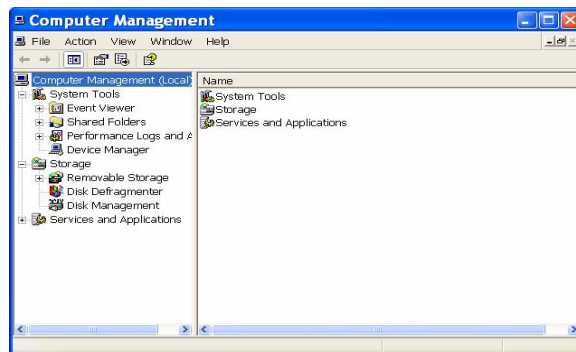 Computer Management
File Action View Window Help
Computer Management (Local)
System Tools
Event Viewer
Shared Folders
Performance Logs and A
Device Manager
Storage
Removable Storage
Disk Defragmenter
Disk Management
Services and Applications
Name
System Tools
Storage
Services and Applications